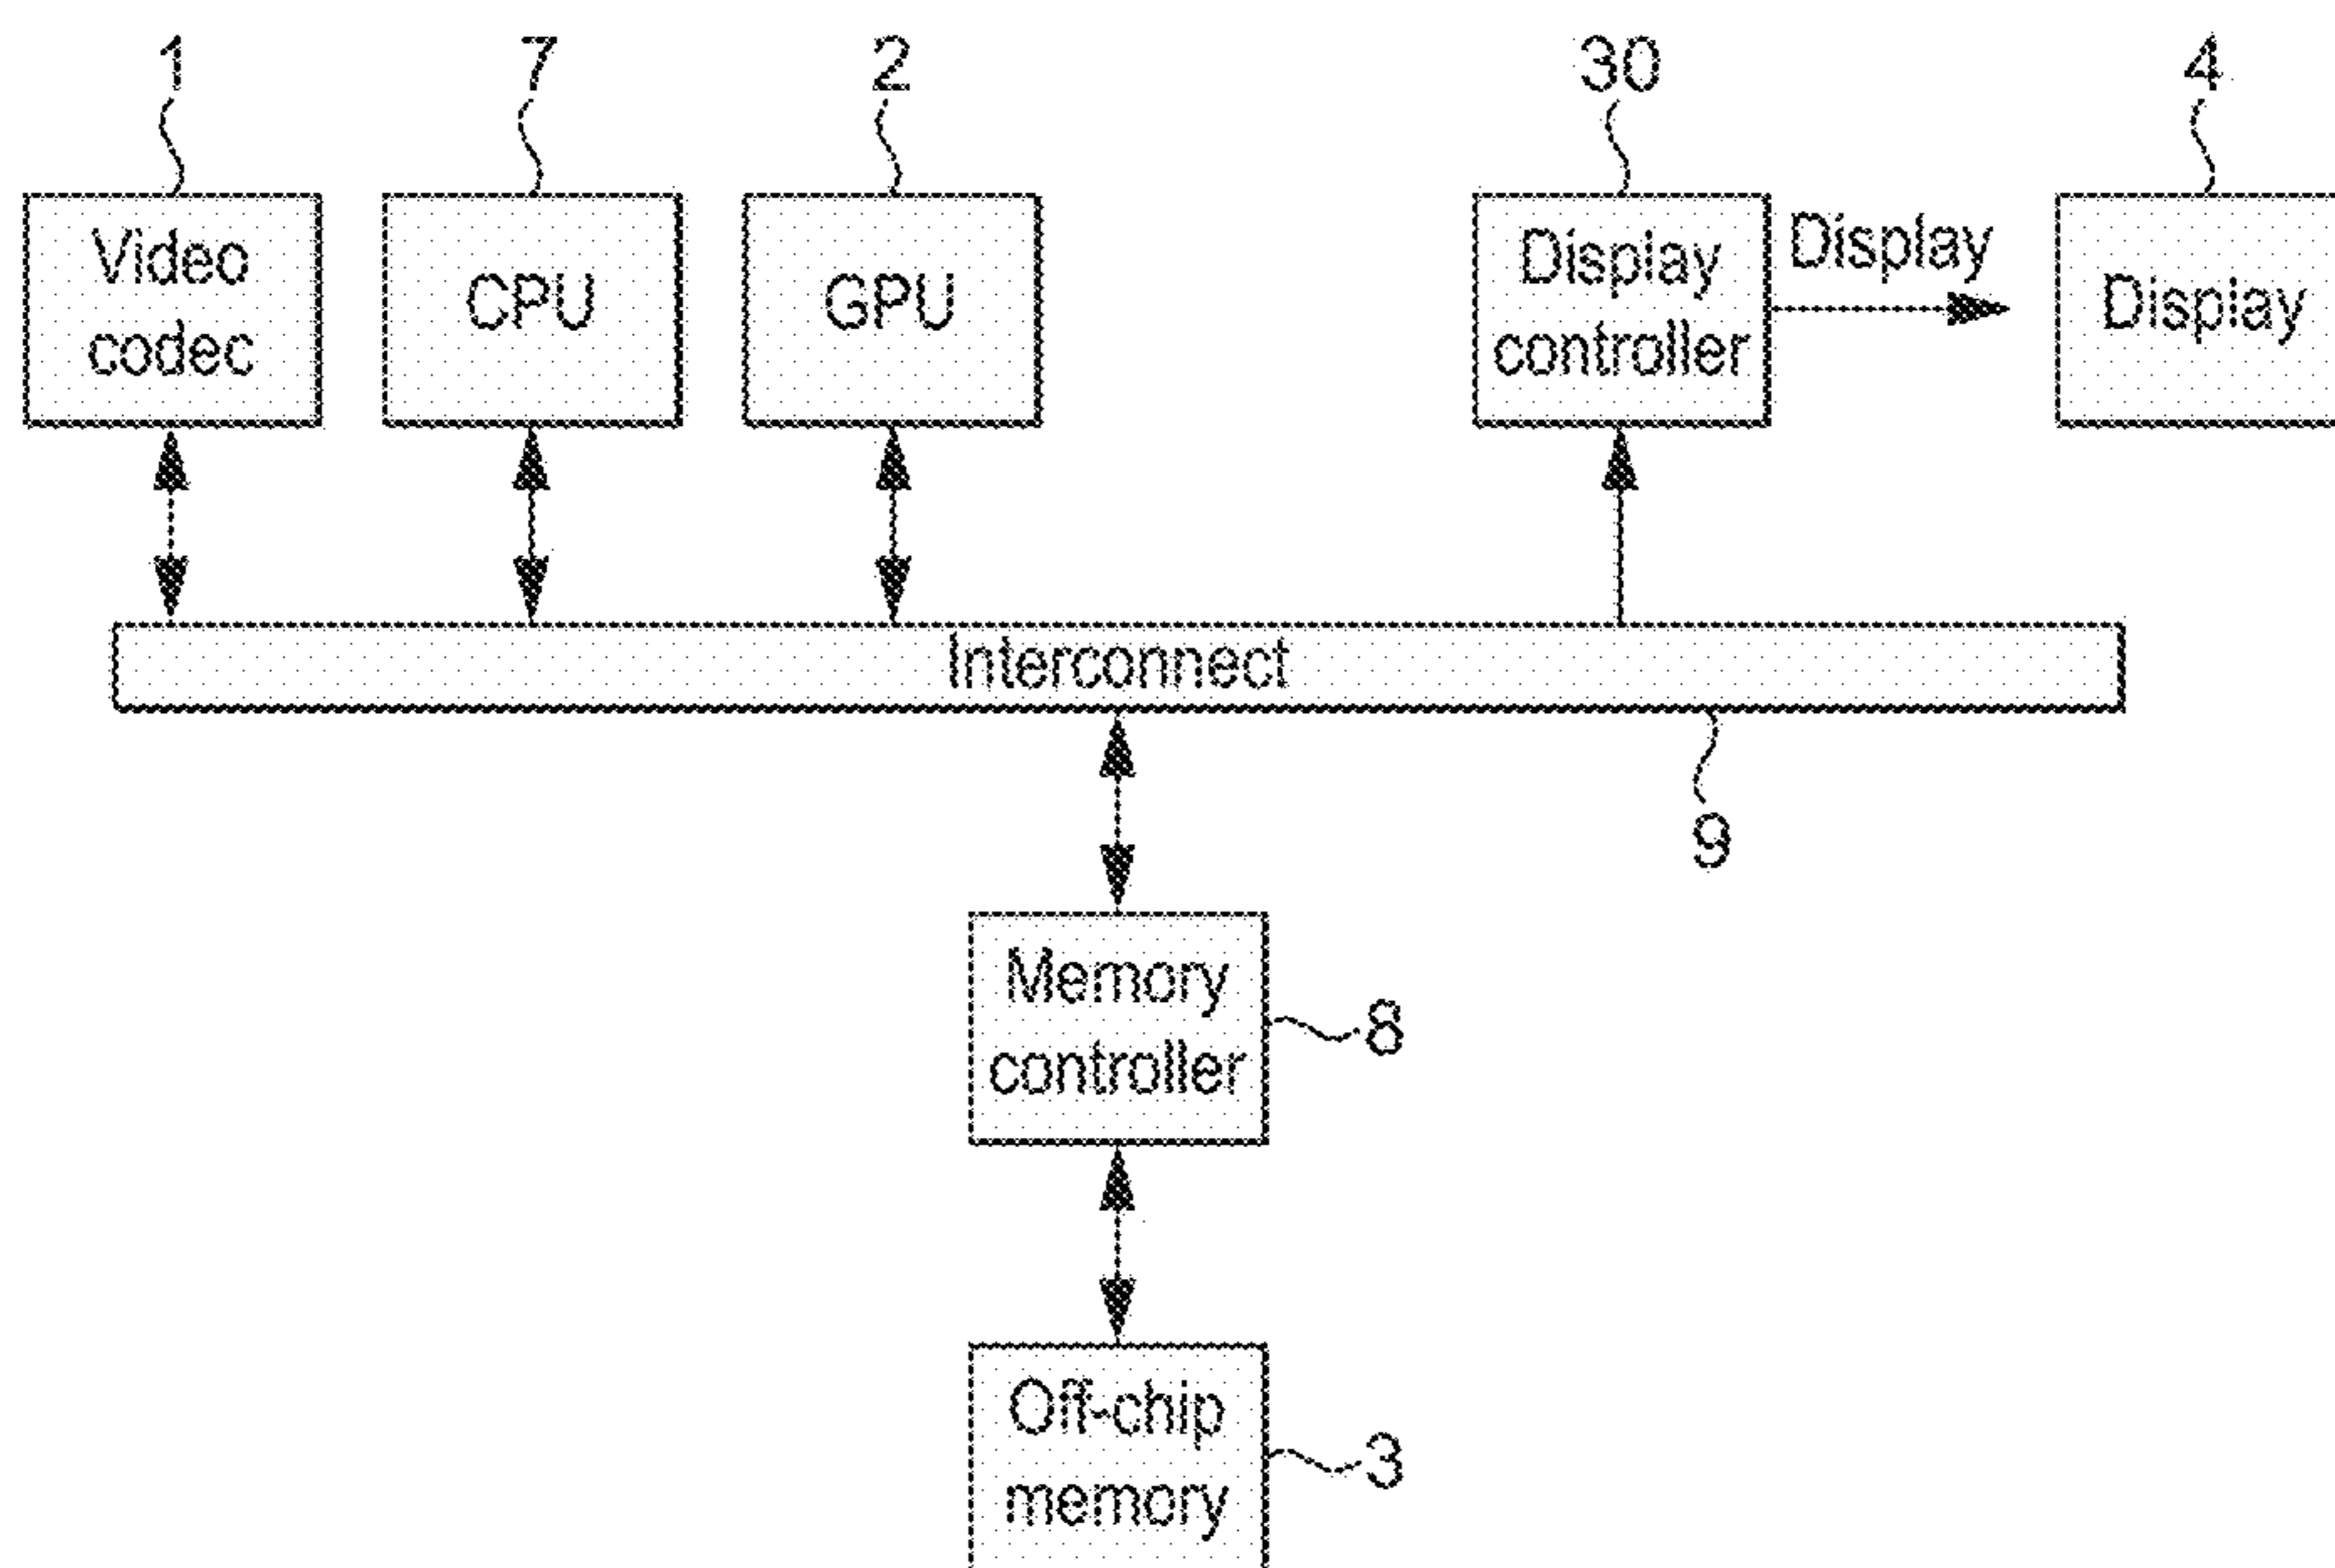 1
7
2
30
4
Video
codec
CPU
GPU
Display
controller
Display
Display
Interconnect
9
Memory
controller
8
Off-chip
memory
3